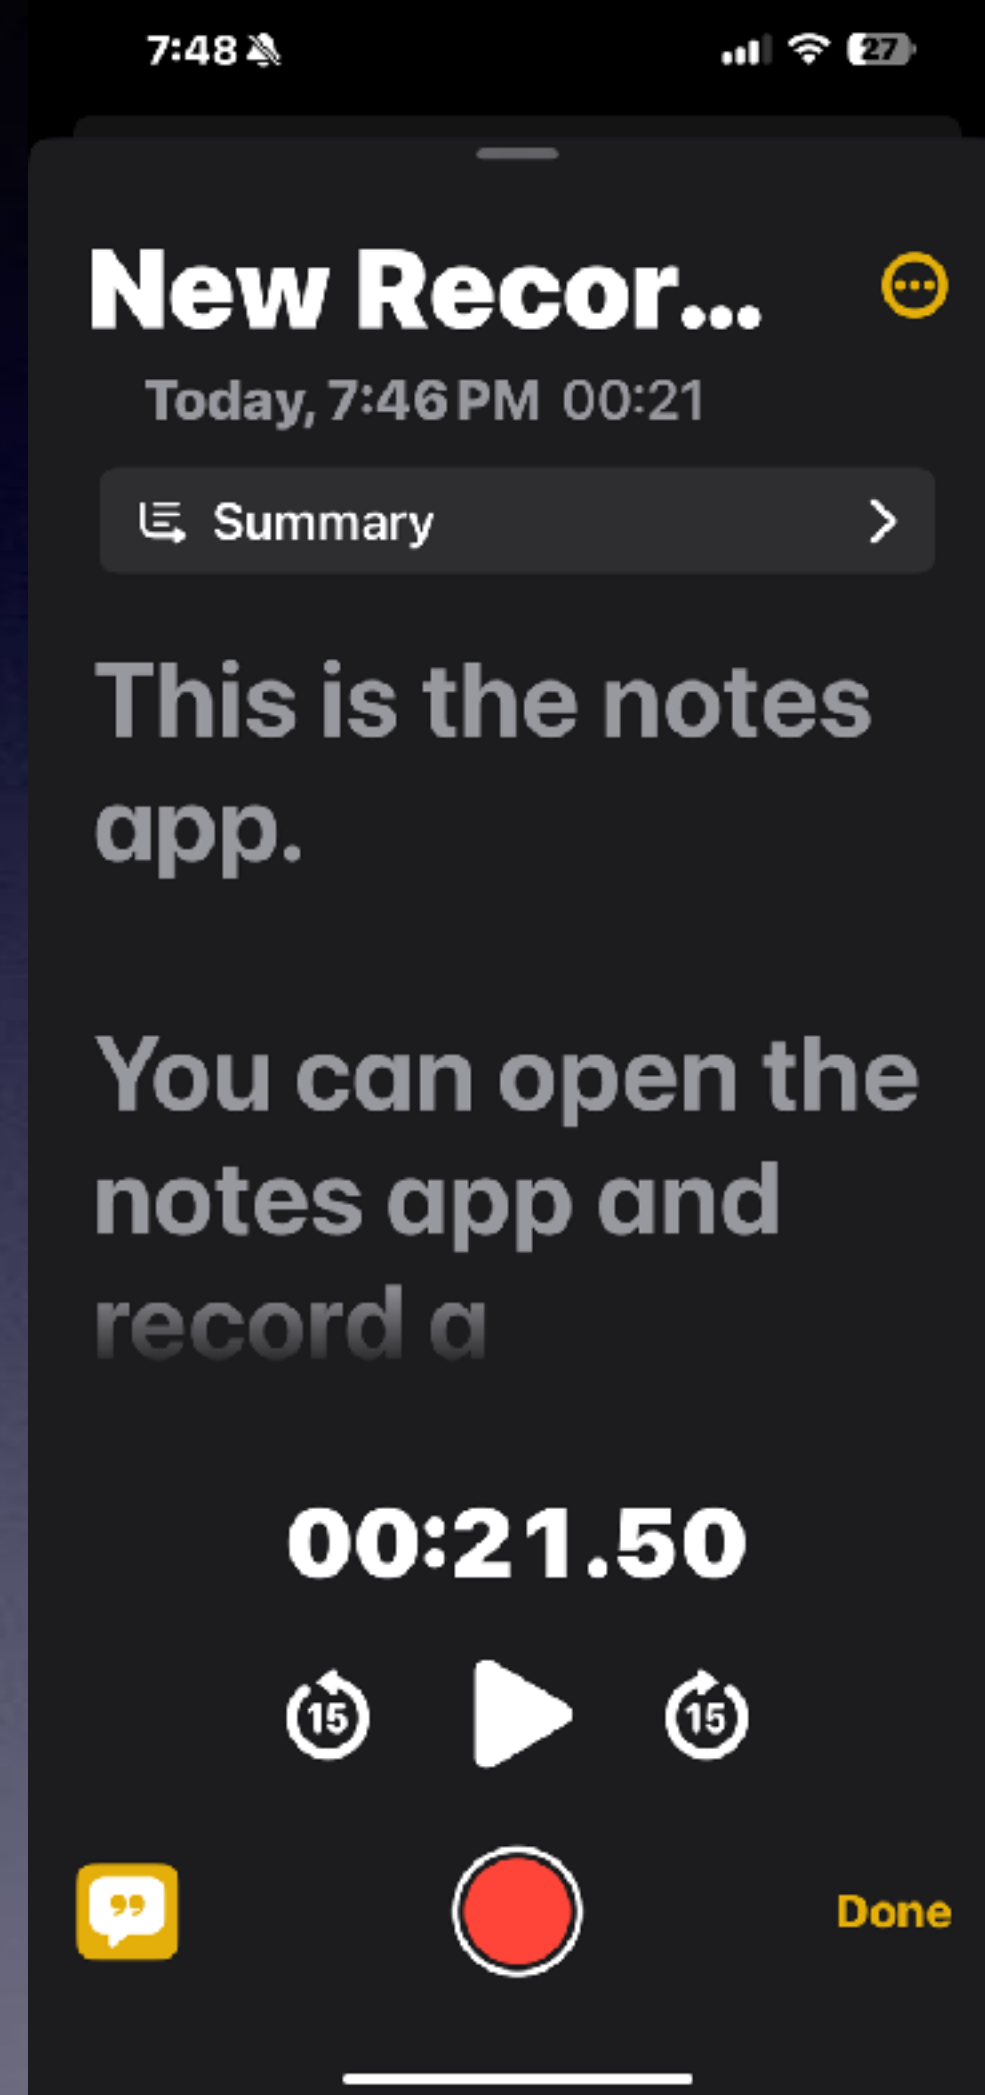 7:48 27
New Recor...
Today, 7:46 PM 00:21
Summary
This is the notes
app.
You can open the
notes app and
record a
00:21.50
15 15
Done